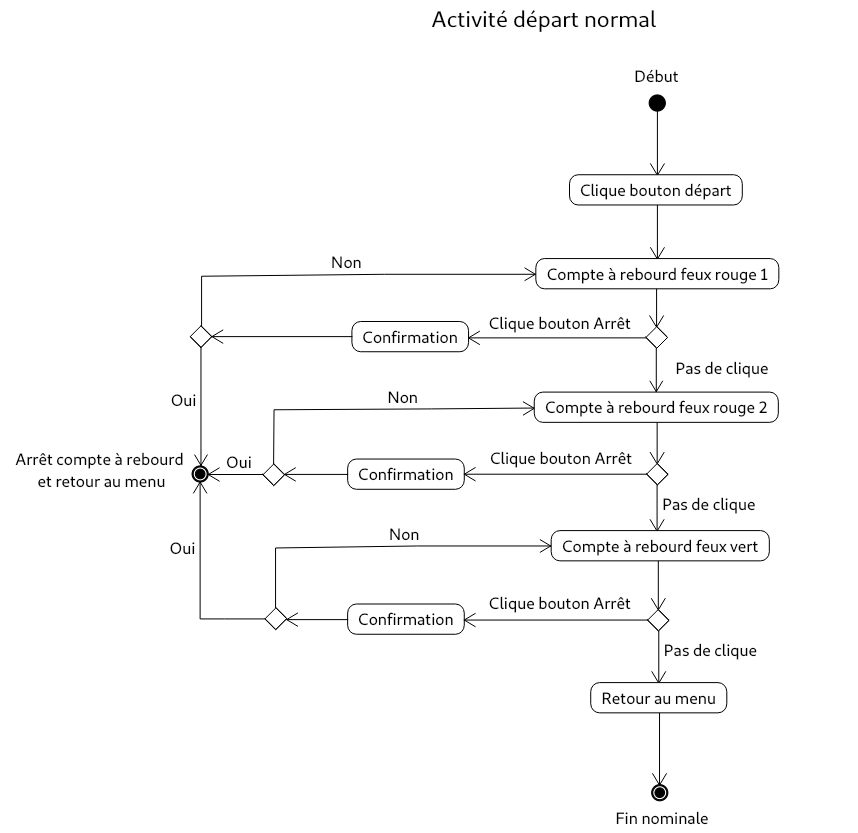 Activité départ normal
Début
Clique bouton départ
Non
Compte à rebourd feux rouge 1
Clique bouton Arrêt
Confirmation
Pas de clique
Oui
Non
Compte à rebourd feux rouge 2
Arrêt compte à rebourd
et retour au menu
Oui
Clique bouton Arrêt
Confirmation
Pas de clique
Non
Oui
Compte à rebourd feux vert
Clique bouton Arrêt
Confirmation
Pas de clique
Retour au menu
Fin nominale